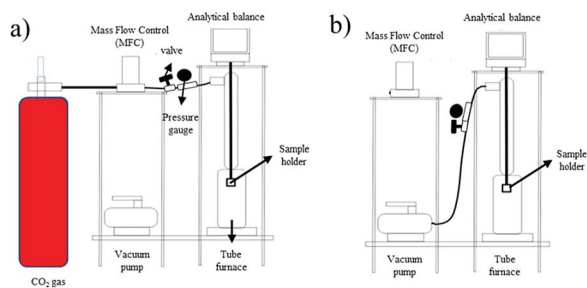 a)
Mass Flow Control
(MFC)
Analytical balance
valve
Pressure
gauge
Sample
holder
Vacuum
pump
Tube
furnace
CO₂ gas
b)
Mass Flow Control
(MFC)
Analytical balance
Sample
holder
Vacuum
pump
Tube
furnace